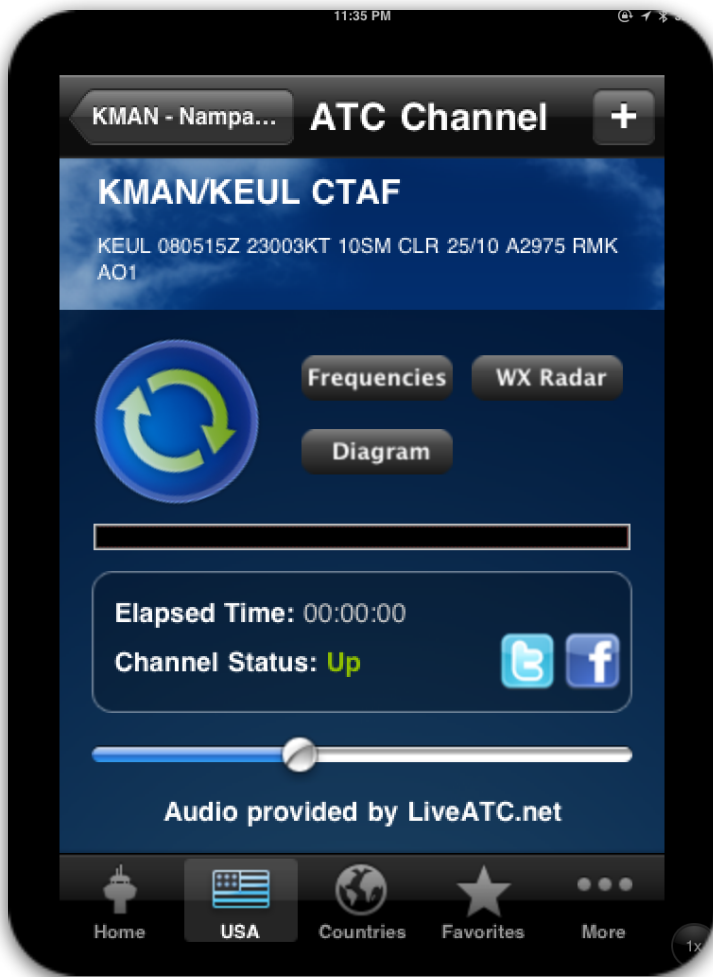 11:35 PM
KMAN - Nampa...
ATC Channel
+
KMAN/KEUL CTAF
KEUL 080515Z 23003KT 10SM CLR 25/10 A2975 RMK
AO1
Frequencies
WX Radar
Diagram
Elapsed Time: 00:00:00
Channel Status: Up
Audio provided by LiveATC.net
Home
USA
Countries
Favorites
More
1x